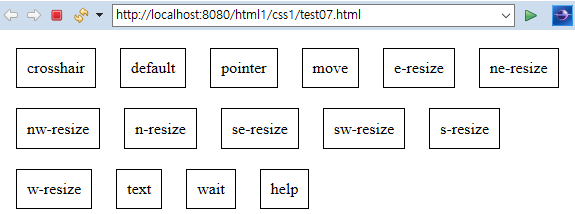 http://localhost:8080/html1/css1/test07.html
crosshair default pointer move e-resize ne-resize
nw-resize n-resize se-resize sw-resize s-resize
w-resize text wait help